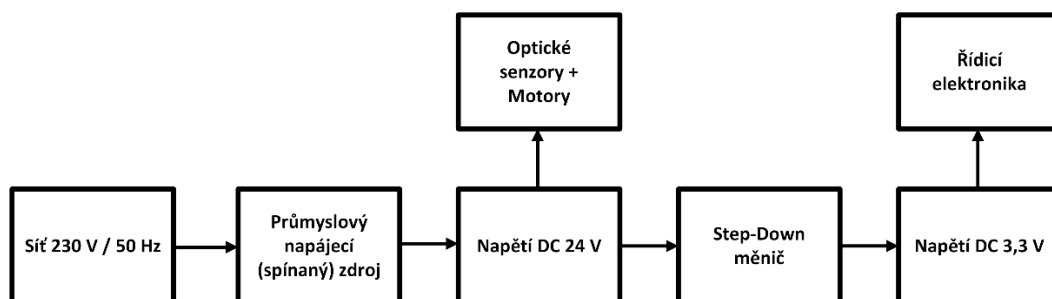 Optické
senzory +
Motory
Řídicí
elektronika
Síť 230 V / 50 Hz
Průmyslový
napájecí
(spínaný) zdroj
Napětí DC 24 V
Step-Down
měnič
Napětí DC 3,3 V